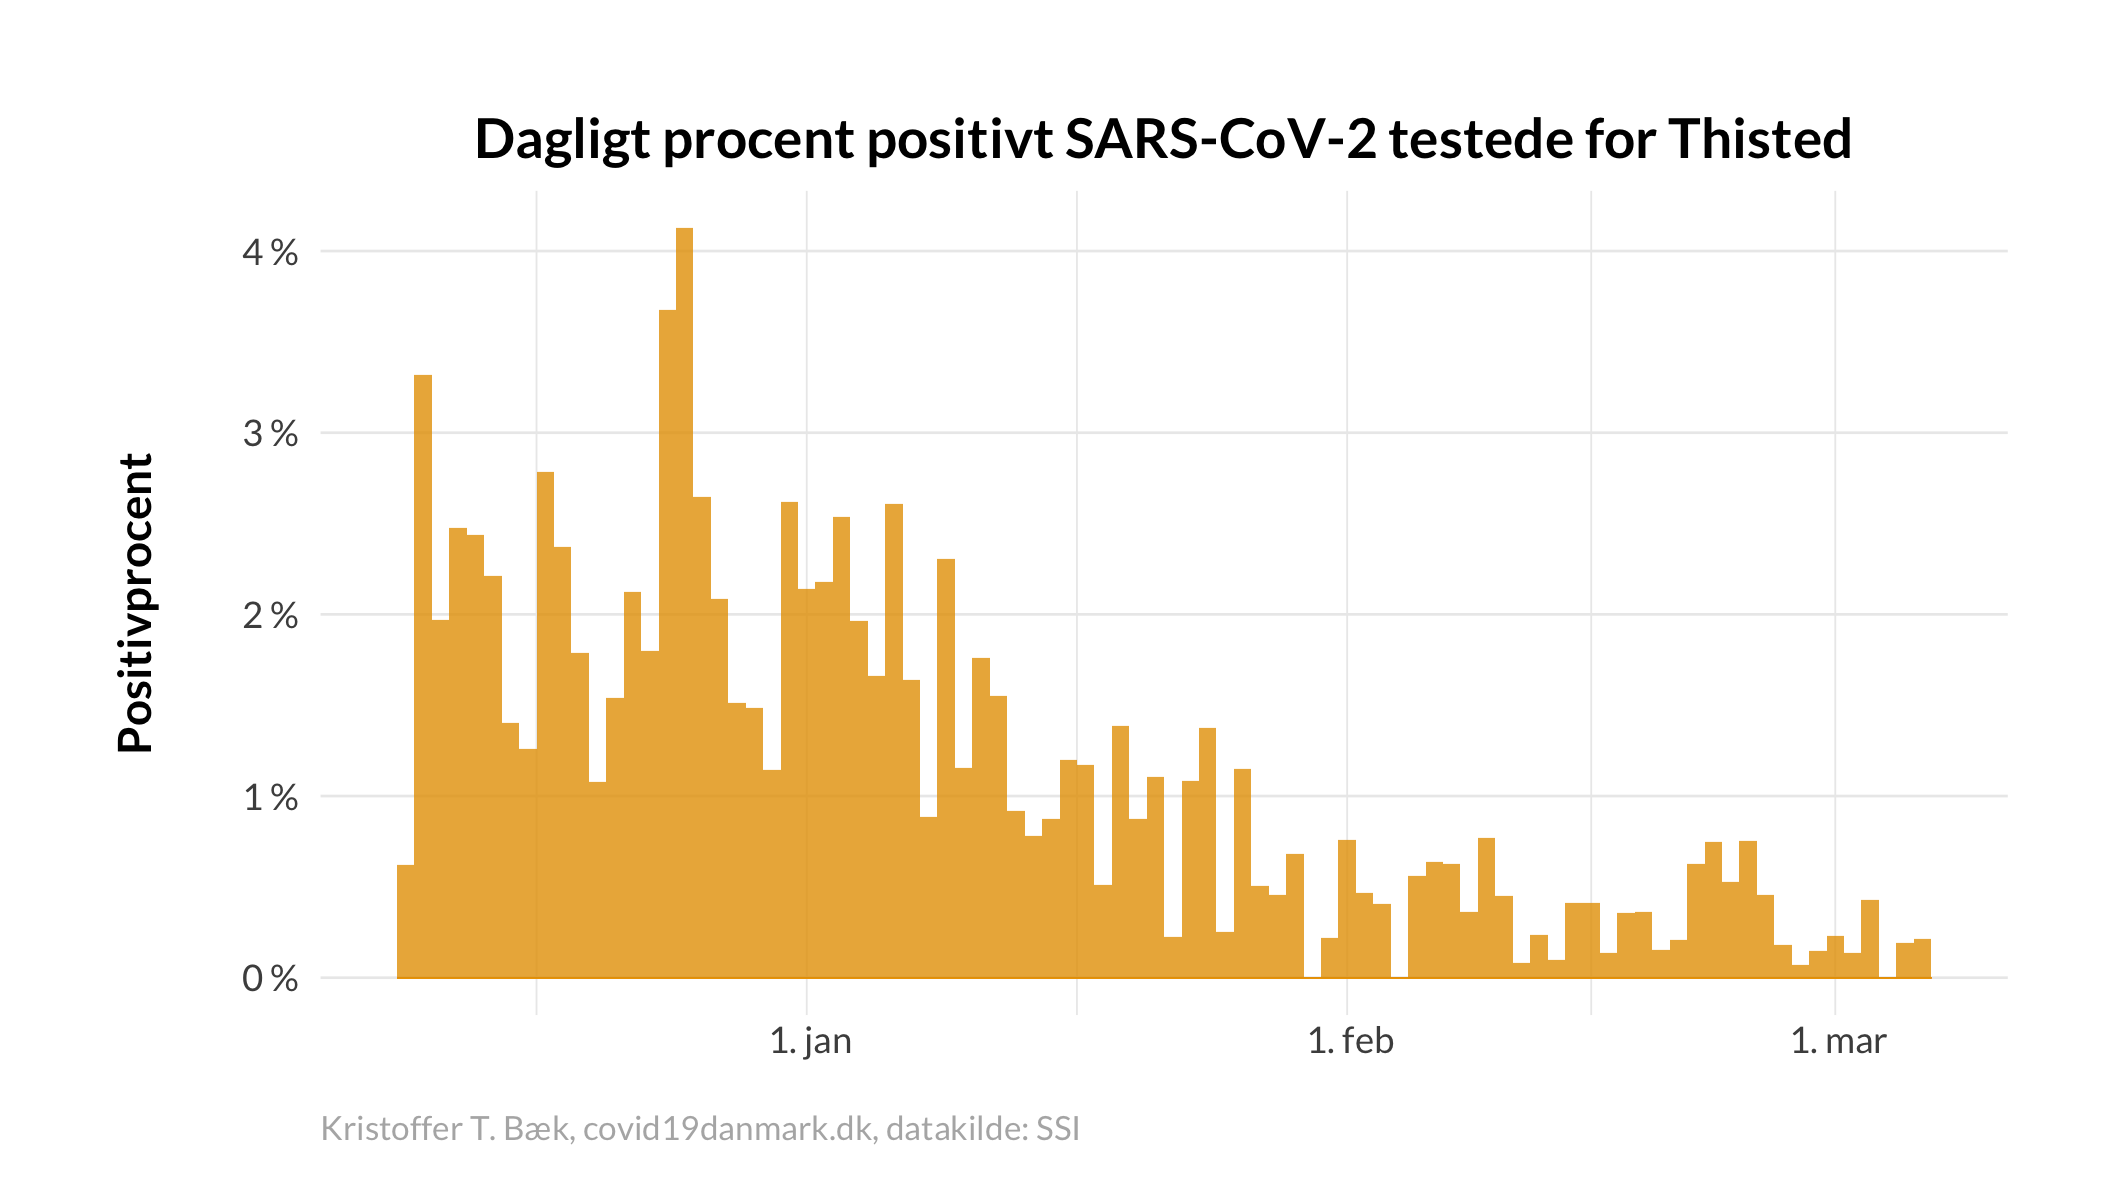 Dagligt procent positivt SARS-CoV-2 testede for Thisted
Positivprocent
4 %
3 %
2 %
1 %
0 %
1. jan
1. feb
1. mar
Kristoffer T. Bæk, covid19danmark.dk, datakilde: SSI